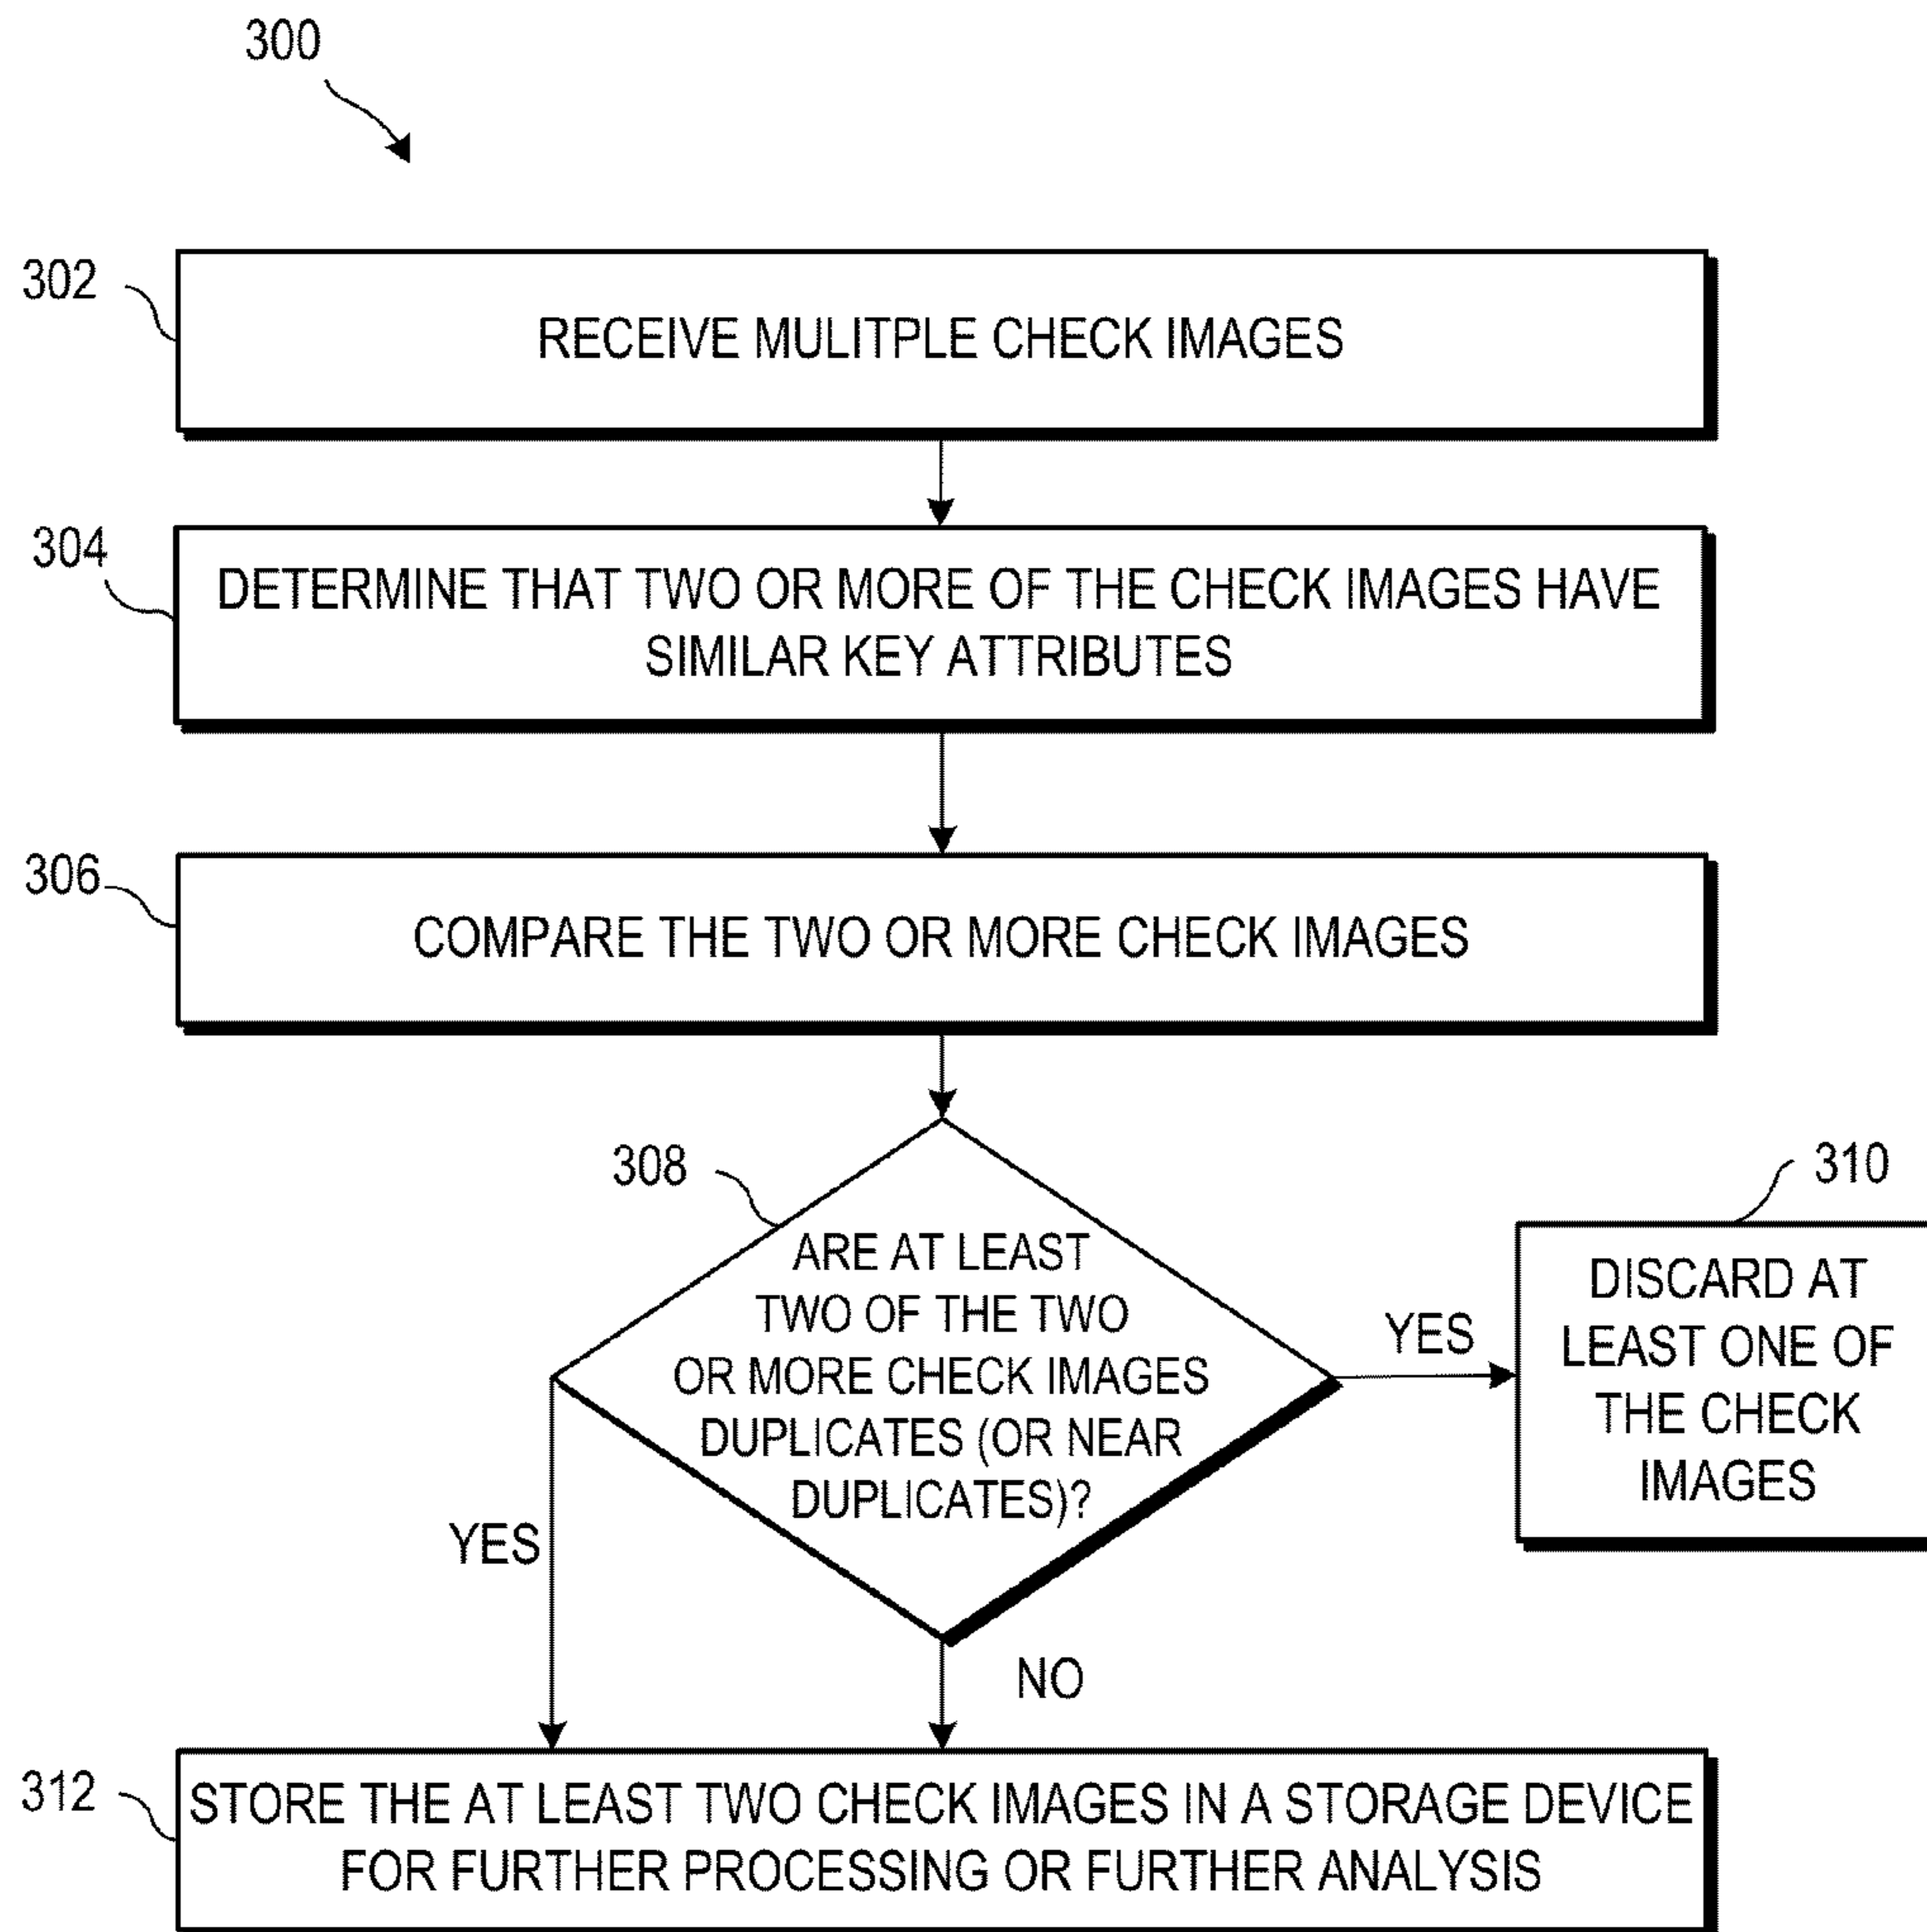 300
302
RECEIVE MULITPLE CHECK IMAGES
304
DETERMINE THAT TWO OR MORE OF THE CHECK IMAGES HAVE
SIMILAR KEY ATTRIBUTES
306
COMPARE THE TWO OR MORE CHECK IMAGES
308
ARE AT LEAST
TWO OF THE TWO
OR MORE CHECK IMAGES
DUPLICATES (OR NEAR
DUPLICATES)?
YES
310
DISCARD AT
LEAST ONE OF
THE CHECK
IMAGES
YES
NO
312
STORE THE AT LEAST TWO CHECK IMAGES IN A STORAGE DEVICE
FOR FURTHER PROCESSING OR FURTHER ANALYSIS